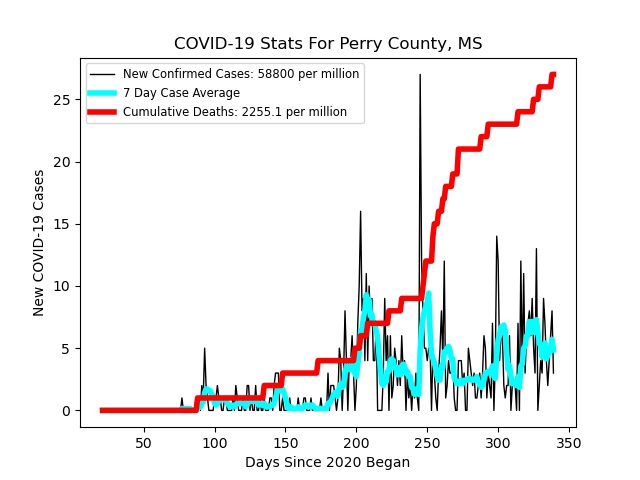 COVID-19 Stats For Perry County, MS
New Confirmed Cases: 58800 per million
7 Day Case Average
Cumulative Deaths: 2255.1 per million
New COVID-19 Cases
25
20
15
10
5
0
50 100 150 200 250 300 350
Days Since 2020 Began